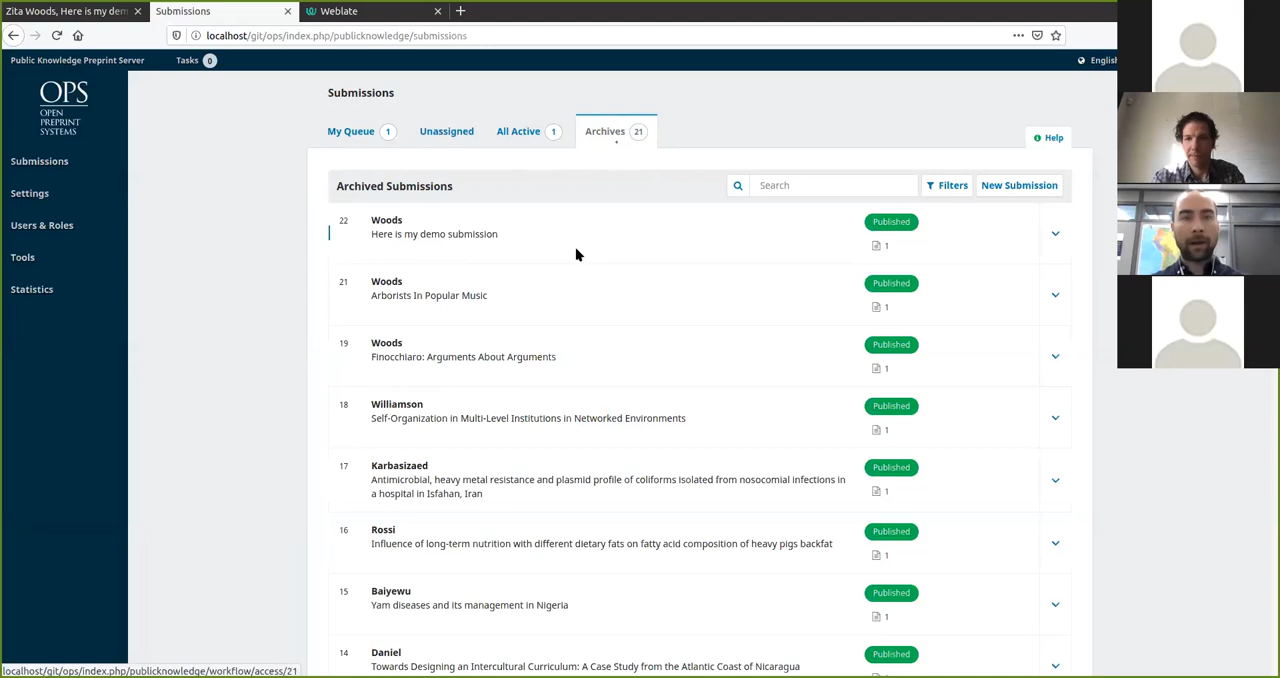 Zita Woods, Here is my dem
Submissions
Weblate
localhost/git/ops/index.php/publicknowledge/submissions
Public Knowledge Preprint Server
Tasks 0
English
OPS
OPEN
PREPRINT
SYSTEMS
Submissions
Settings
Users & Roles
Tools
Statistics
Submissions
My Queue 1
Unassigned
All Active 1
Archives 21
Help
Archived Submissions
Search
Filters
New Submission
22
Woods
Here is my demo submission
Published
1
21
Woods
Arborists In Popular Music
Published
1
19
Woods
Finocchiaro: Arguments About Arguments
Published
1
18
Williamson
Self-Organization in Multi-Level Institutions in Networked Environments
Published
1
17
Karbasizaed
Antimicrobial, heavy metal resistance and plasmid profile of coliforms isolated from nosocomial infections in
a hospital in Isfahan, Iran
Published
1
16
Rossi
Influence of long-term nutrition with different dietary fats on fatty acid composition of heavy pigs backfat
Published
1
15
Baiyewu
Yam diseases and its management in Nigeria
Published
1
14
Daniel
Towards Designing an Intercultural Curriculum: A Case Study from the Atlantic Coast of Nicaragua
Published
localhost/git/ops/index.php/publicknowledge/workflow/access/21